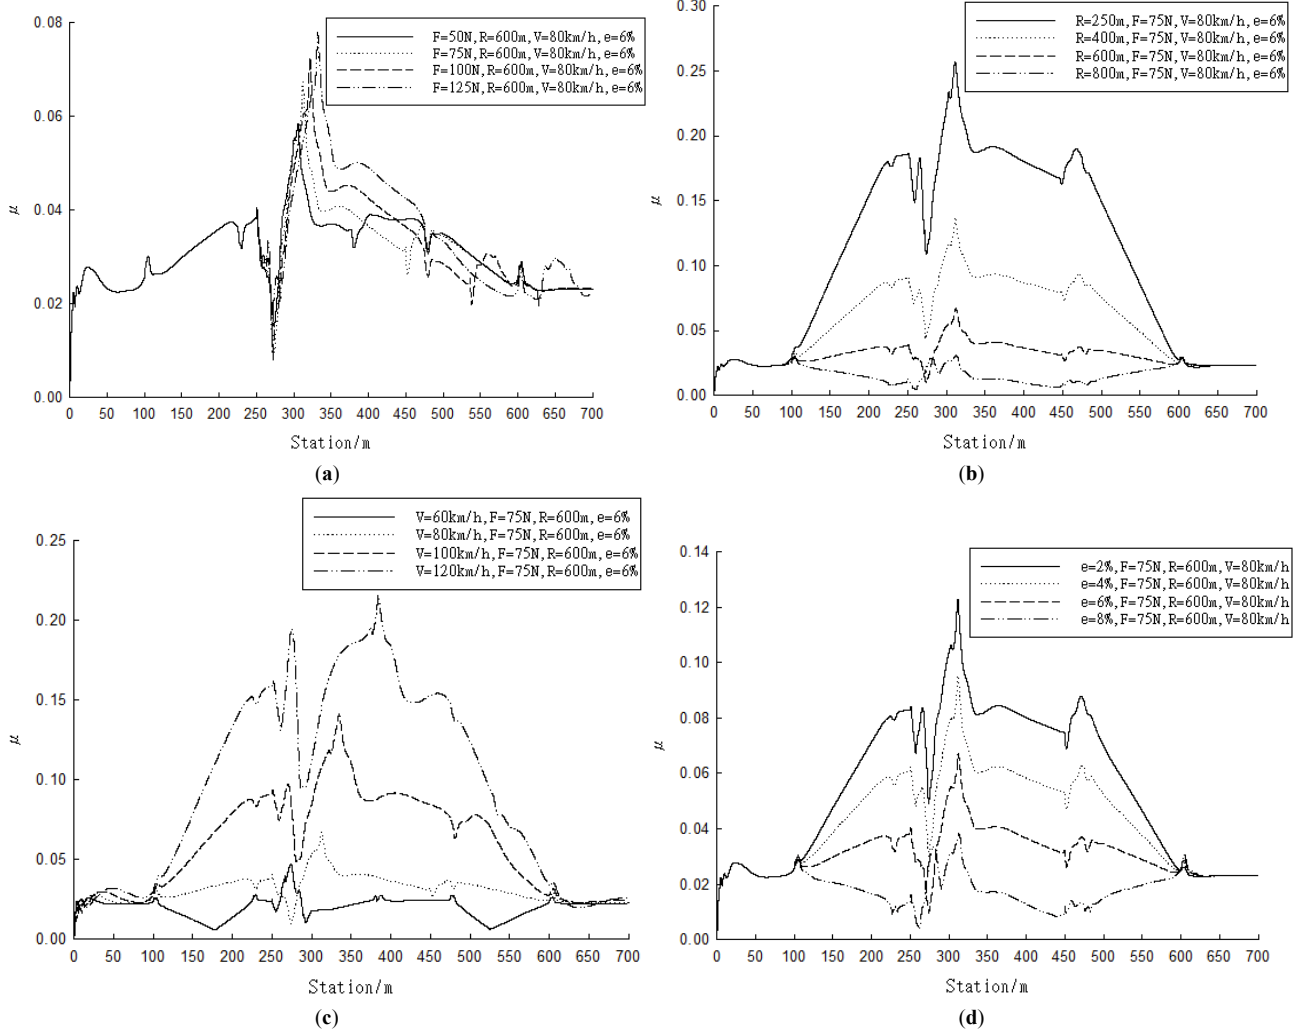 0.08
0.06
0.04
0.02
0.00
μ
F=50N,R=600m,V=80km/h,e=6%
F=75N,R=600m,V=80km/h,e=6%
F=100N,R=600m,V=80km/h,e=6%
F=125N,R=600m,V=80km/h,e=6%
0 50 100 150 200 250 300 350 400 450 500 550 600 650 700
Station/m
(a)
0.30
0.25
0.20
0.15
0.10
0.05
0.00
μ
R=250m,F=75N,V=80km/h,e=6%
R=400m,F=75N,V=80km/h,e=6%
R=600m,F=75N,V=80km/h,e=6%
R=800m,F=75N,V=80km/h,e=6%
0 50 100 150 200 250 300 350 400 450 500 550 600 650 700
Station/m
(b)
0.25
0.20
0.15
0.10
0.05
0.00
μ
V=60km/h,F=75N,R=600m,e=6%
V=80km/h,F=75N,R=600m,e=6%
V=100km/h,F=75N,R=600m,e=6%
V=120km/h,F=75N,R=600m,e=6%
0 50 100 150 200 250 300 350 400 450 500 550 600 650 700
Station/m
(c)
0.14
0.12
0.10
0.08
0.06
0.04
0.02
0.00
μ
e=2%,F=75N,R=600m,V=80km/h
e=4%,F=75N,R=600m,V=80km/h
e=6%,F=75N,R=600m,V=80km/h
e=8%,F=75N,R=600m,V=80km/h
0 50 100 150 200 250 300 350 400 450 500 550 600 650 700
Station/m
(d)